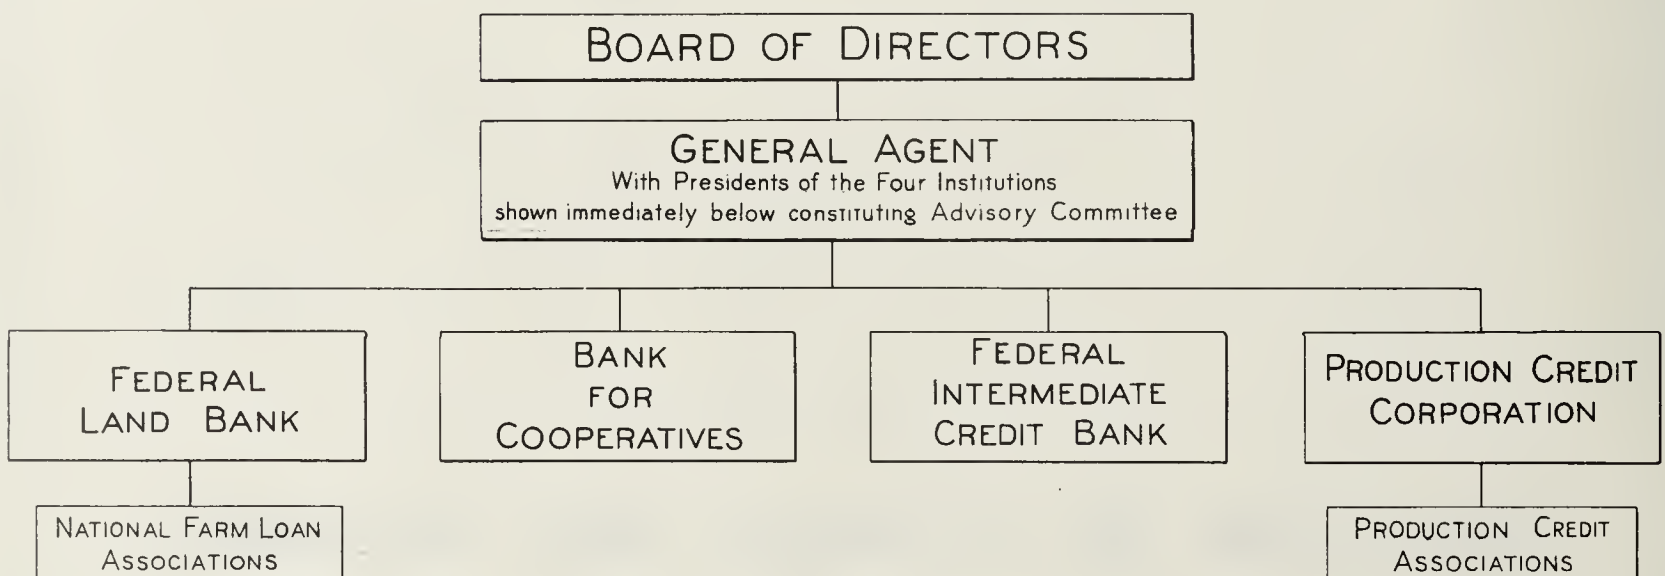 BOARD OF DIRECTORS
GENERAL AGENT
With Presidents of the Four Institutions
shown immediately below constituting Advisory Committee
FEDERAL
LAND BANK
BANK
FOR
COOPERATIVES
FEDERAL
INTERMEDIATE
CREDIT BANK
PRODUCTION CREDIT
CORPORATION
NATIONAL FARM LOAN
ASSOCIATIONS
PRODUCTION CREDIT
ASSOCIATIONS